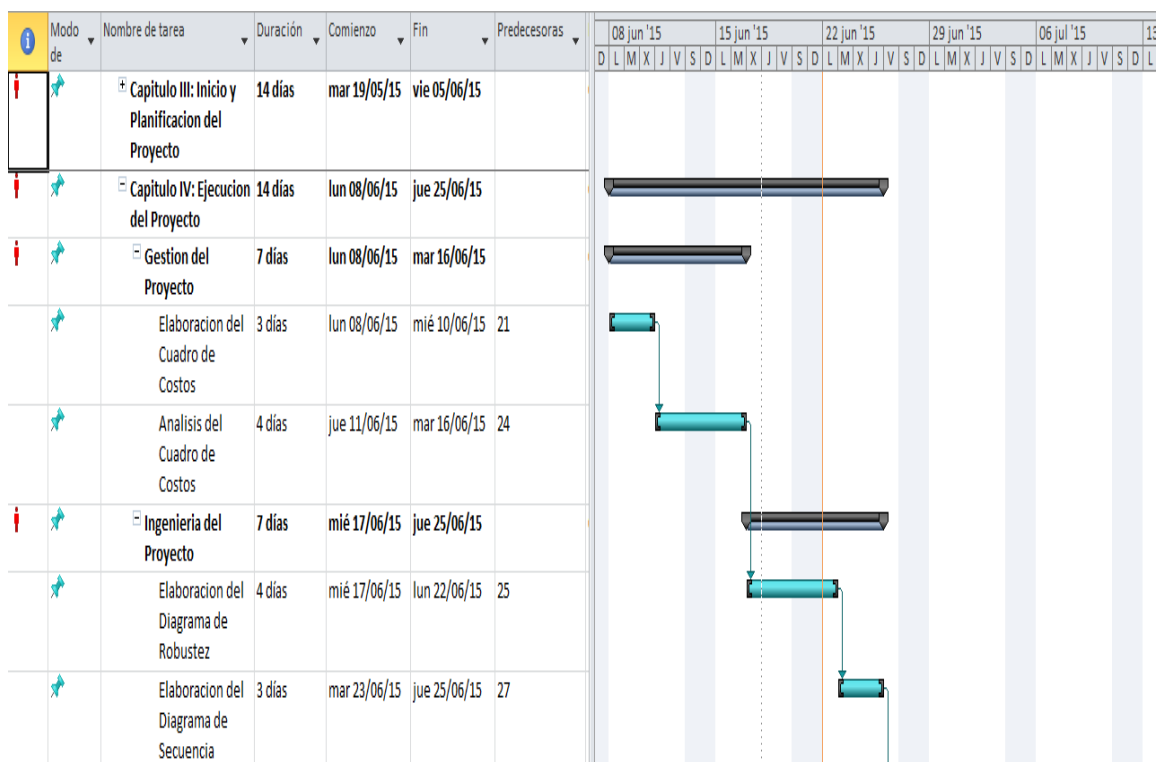 Modo de
Nombre de tarea
Duración
Comienzo
Fin
Predecesoras
08 jun '15
15 jun '15
22 jun '15
29 jun '15
06 jul '15
13
D L M X J V S D L M X J V S D L M X J V S D L M X J V S D L M X J V S D L
Capitulo III: Inicio y
14 días
mar 19/05/15
vie 05/06/15
Planificacion del
Proyecto
Capitulo IV: Ejecucion
14 días
lun 08/06/15
jue 25/06/15
del Proyecto
Gestion del
7 días
lun 08/06/15
mar 16/06/15
Proyecto
Elaboracion del
3 días
lun 08/06/15
mié 10/06/15
21
Cuadro de
Costos
Analisis del
4 días
jue 11/06/15
mar 16/06/15
24
Cuadro de
Costos
Ingenieria del
7 días
mié 17/06/15
jue 25/06/15
Proyecto
Elaboracion del
4 días
mié 17/06/15
lun 22/06/15
25
Diagrama de
Robustez
Elaboracion del
3 días
mar 23/06/15
jue 25/06/15
27
Diagrama de
Secuencia